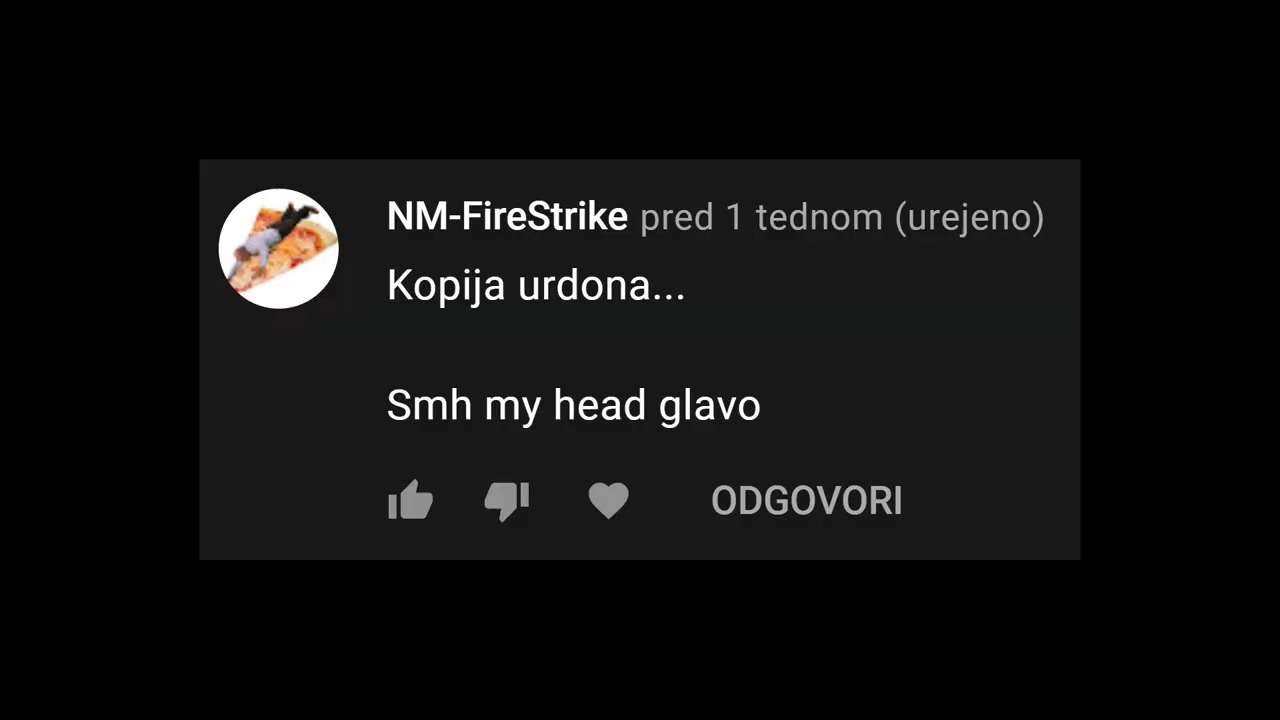 NM-FireStrike pred 1 tednom (urejeno)
Kopija urdona...
Smh my head glavo
ODGOVORI